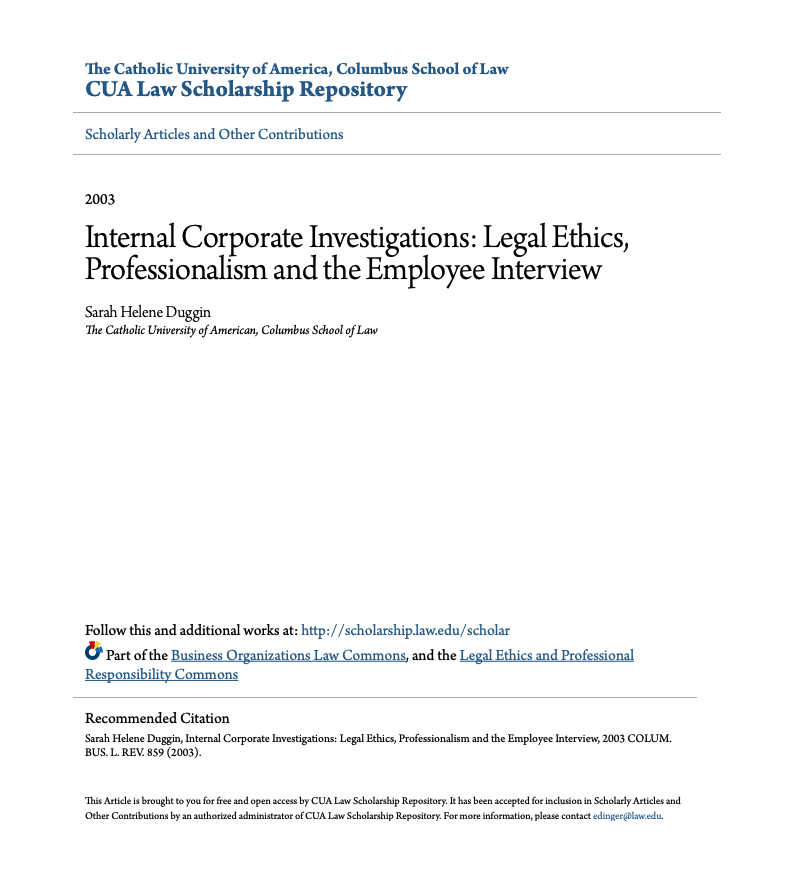 The Catholic University of America, Columbus School of Law
CUA Law Scholarship Repository
Scholarly Articles and Other Contributions
2003
Internal Corporate Investigations: Legal Ethics,
Professionalism and the Employee Interview
Sarah Helene Duggin
The Catholic University of American, Columbus School of Law
Follow this and additional works at: http://scholarship.law.edu/scholar
Part of the Business Organizations Law Commons, and the Legal Ethics and Professional
Responsibility Commons
Recommended Citation
Sarah Helene Duggin, Internal Corporate Investigations: Legal Ethics, Professionalism and the Employee Interview, 2003 COLUM.
BUS. L. REV. 859 (2003).
This Article is brought to you for free and open access by CUA Law Scholarship Repository. It has been accepted for inclusion in Scholarly Articles and
Other Contributions by an authorized administrator of CUA Law Scholarship Repository. For more information, please contact edinger@law.edu.